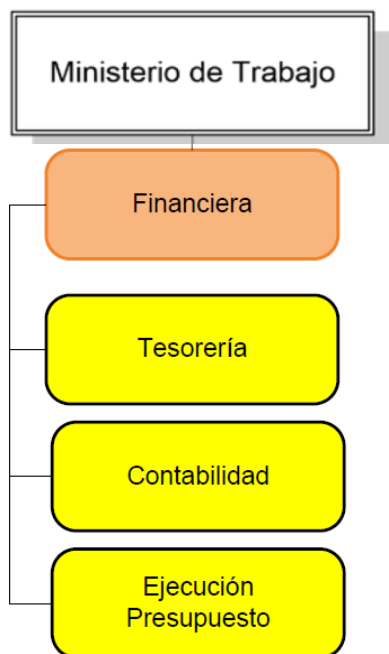 Ministerio de Trabajo
Financiera
Tesorería
Contabilidad
Ejecución
Presupuesto